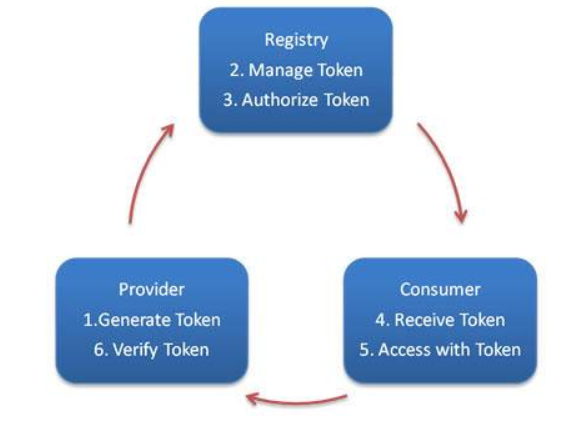 Registry
2. Manage Token
3. Authorize Token
Provider
1.Generate Token
6. Verify Token
Consumer
4. Receive Token
5. Access with Token